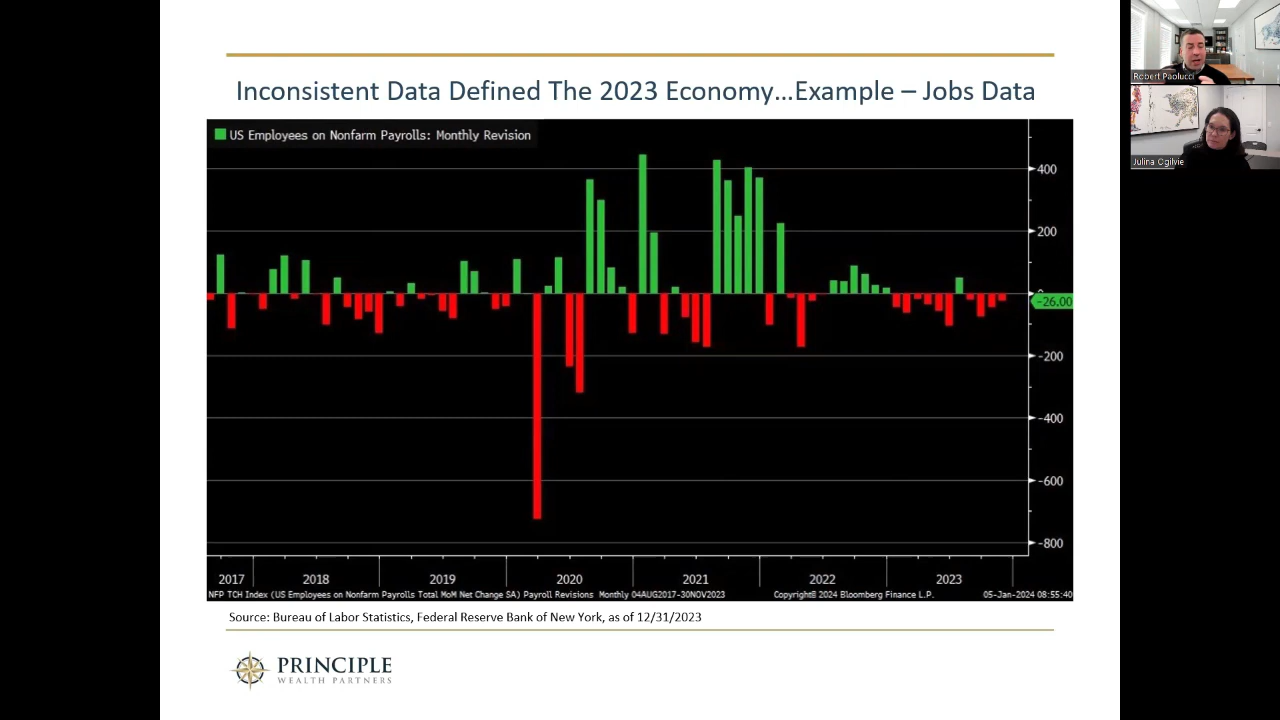 Inconsistent Data Defined The 2023 Economy...Example – Jobs Data
US Employees on Nonfarm Payrolls: Monthly Revision
400
200
0
-26.00
-200
-400
-600
-800
2017 2018 2019 2020 2021 2022 2023
NFP TCH Index (US Employees on Nonfarm Payrolls Total MoM Net Change SA) Payroll Revisions Monthly 04AUG2017-30NOV2023 Copyright© 2024 Bloomberg Finance L.P. 05-Jan-2024 08:55:40
Source: Bureau of Labor Statistics, Federal Reserve Bank of New York, as of 12/31/2023
PRINCIPLE
WEALTH PARTNERS
Robert Paolucci
Julina Ogilvie